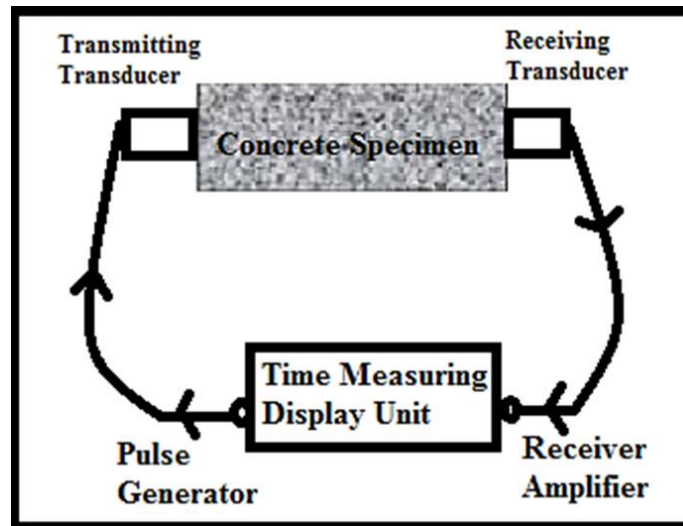 Transmitting
Transducer
Receiving
Transducer
Concrete Specimen
Time Measuring
Display Unit
Pulse
Generator
Receiver
Amplifier